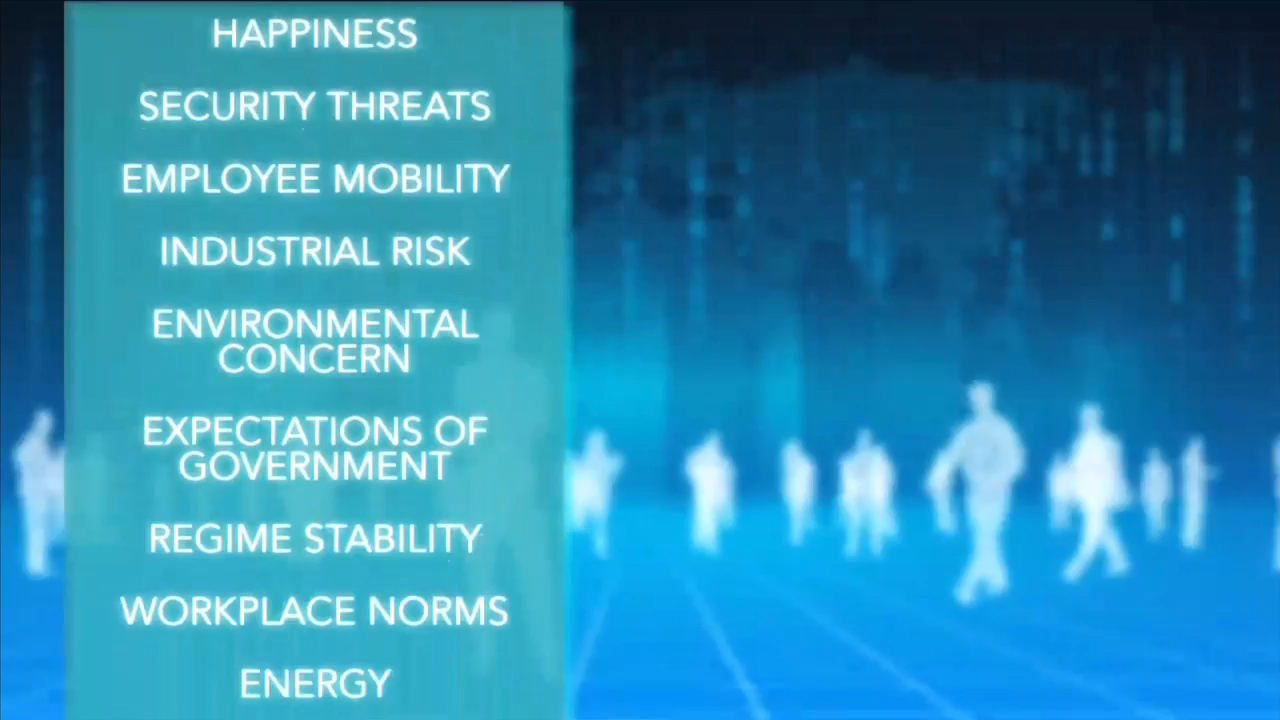 HAPPINESS
SECURITY THREATS
EMPLOYEE MOBILITY
INDUSTRIAL RISK
ENVIRONMENTAL
CONCERN
EXPECTATIONS OF
GOVERNMENT
REGIME STABILITY
WORKPLACE NORMS
ENERGY